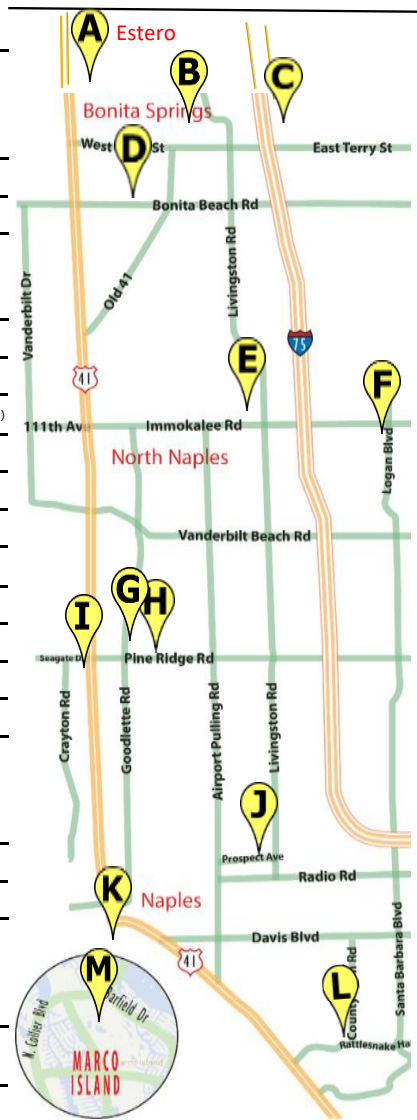 A
Estero
B
C
Bonita Springs
West
St
D
East Terry St
Bonita Beach Rd
Vanderbilt Dr
Old 41
Livingston Rd
75
E
41
F
)
111th Ave
Immokalee Rd
Logan Blvd
North Naples
Vanderbilt Beach Rd
G
H
I
Seagate D
Pine Ridge Rd
Crayton Rd
Goodlette Rd
Airport Pulling Rd
Livingston Rd
J
Prospect Ave
Radio Rd
K
Naples
Santa Barbara Blvd
Davis Blvd
41
M
L
County
n Rd
N. Collier Blvd
Barfield Dr
Rattlesnake Ha
MARCO
ISLAND